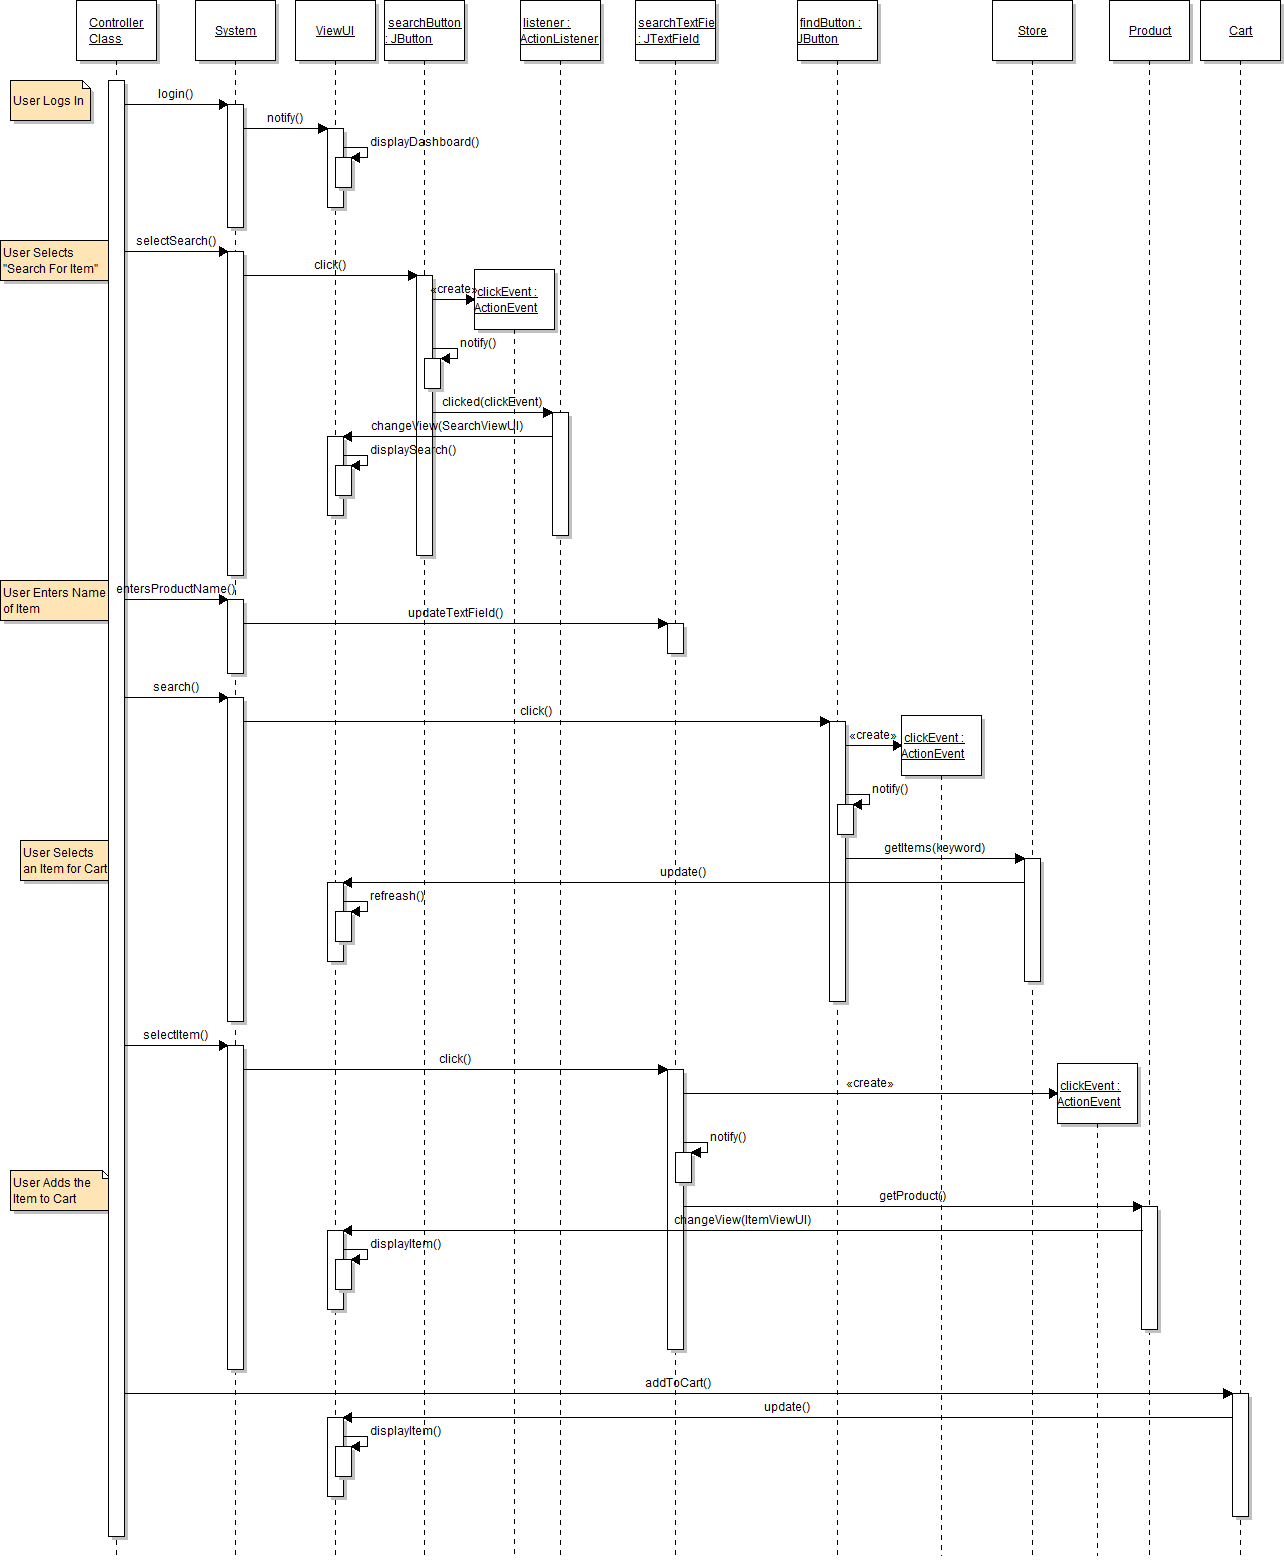 Controller
Class
System
ViewUI
searchButton
: JButton
listener :
ActionListener
searchTextFie
: JTextField
findButton :
JButton
Store
Product
Cart
User Logs In
login()
notify()
displayDashboard()
User Selects
"Search For Item"
selectSearch()
click()
«create»
clickEvent :
ActionEvent
notify()
clicked(clickEvent)
changeView(SearchViewUI)
displaySearch()
User Enters Name
of Item
entersProductName()
updateTextField()
search()
click()
«create»
clickEvent :
ActionEvent
notify()
getItems(keyword)
User Selects
an Item for Cart
update()
refreash()
selectItem()
click()
«create»
clickEvent :
ActionEvent
notify()
User Adds the
Item to Cart
getProduct()
changeView(ItemViewUI)
displayItem()
addToCart()
update()
displayItem()